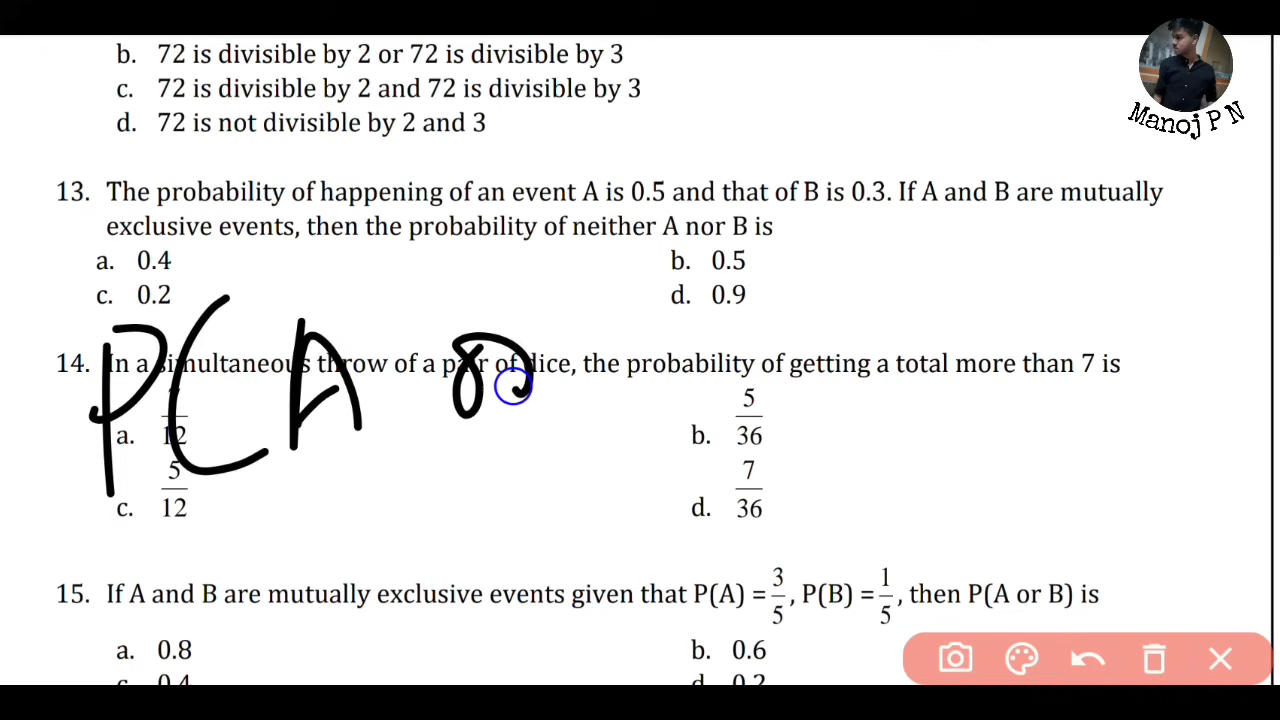 b. 72 is divisible by 2 or 72 is divisible by 3
c. 72 is divisible by 2 and 72 is divisible by 3
d. 72 is not divisible by 2 and 3
Manoj P N
13. The probability of happening of an event A is 0.5 and that of B is 0.3. If A and B are mutually
exclusive events, then the probability of neither A nor B is
a. 0.4 b. 0.5
c. 0.2 d. 0.9
P(A or
14. In a simultaneous throw of a pair of dice, the probability of getting a total more than 7 is
a. /12 b. 5/36
c. 5/12 d. 7/36
15. If A and B are mutually exclusive events given that P(A) = 3/5, P(B) = 1/5, then P(A or B) is
a. 0.8 b. 0.6
c. 0.4 d. 0.2